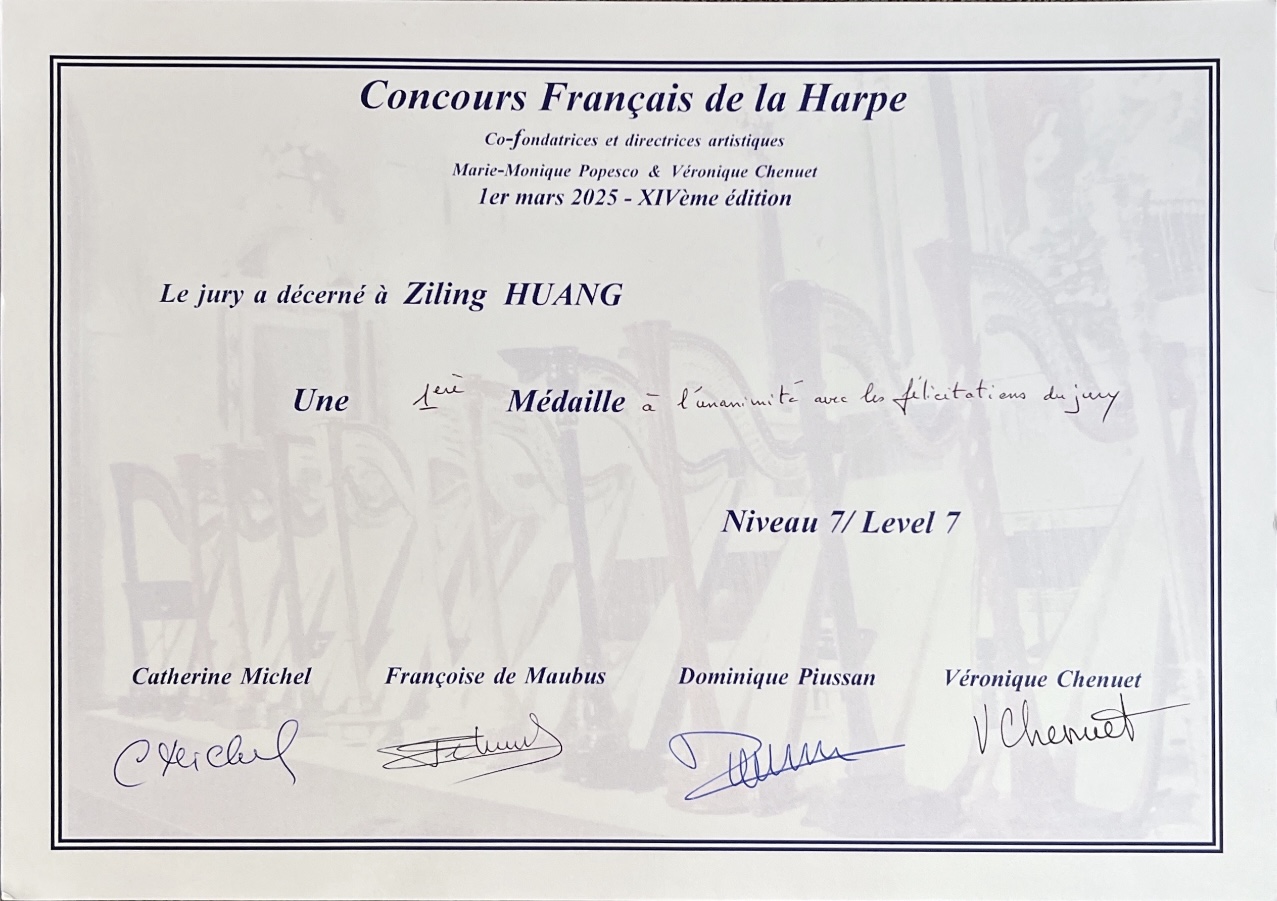 Concours Français de la Harpe
Co-fondatrices et directrices artistiques
Marie-Monique Popesco & Véronique Chenuet
1er mars 2025 - XIVème édition
Le jury a décerné à Ziling HUANG
Une 1erè Médaille à l'unanimité avec les félicitations du jury
Niveau 7/ Level 7
Catherine Michel Françoise de Maubus Dominique Piussan Véronique Chenuet
C Michel V Chenuet